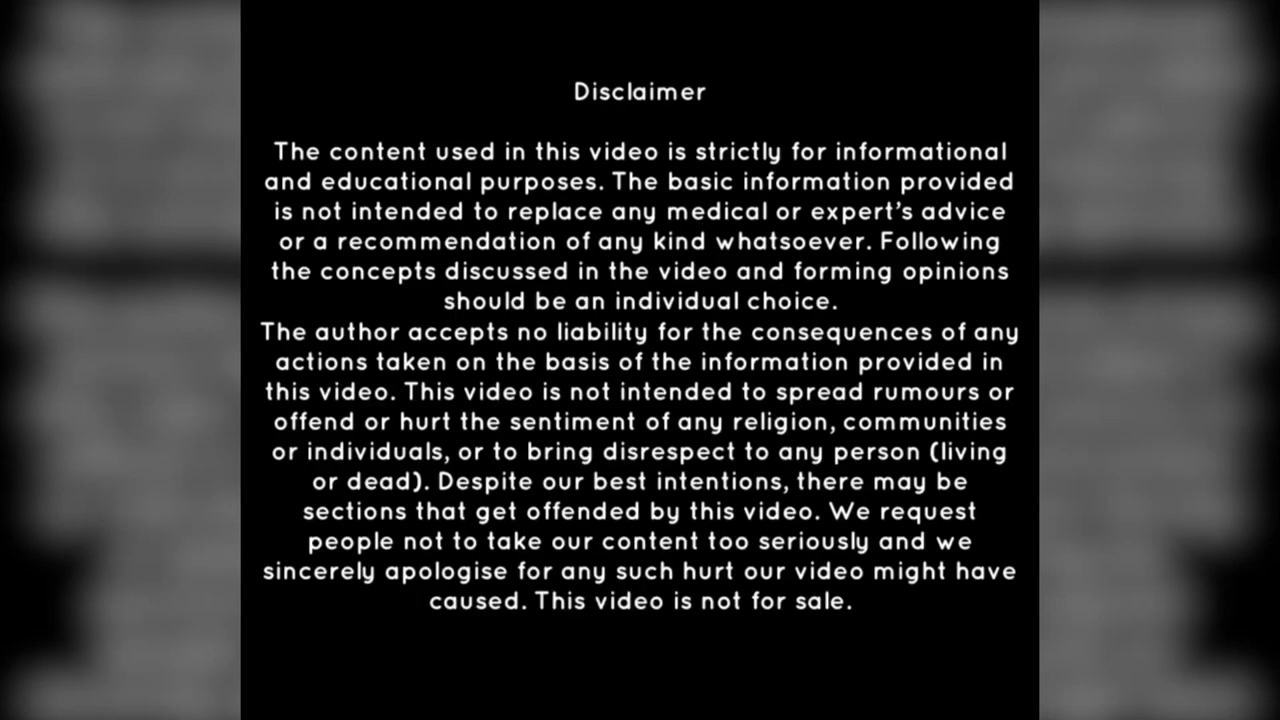 Disclaimer
The content used in this video is strictly for informational
and educational purposes. The basic information provided
is not intended to replace any medical or expert's advice
or a recommendation of any kind whatsoever. Following
the concepts discussed in the video and forming opinions
should be an individual choice.
The author accepts no liability for the consequences of any
actions taken on the basis of the information provided in
this video. This video is not intended to spread rumours or
offend or hurt the sentiment of any religion, communities
or individuals, or to bring disrespect to any person (living
or dead). Despite our best intentions, there may be
sections that get offended by this video. We request
people not to take our content too seriously and we
sincerely apologise for any such hurt our video might have
caused. This video is not for sale.